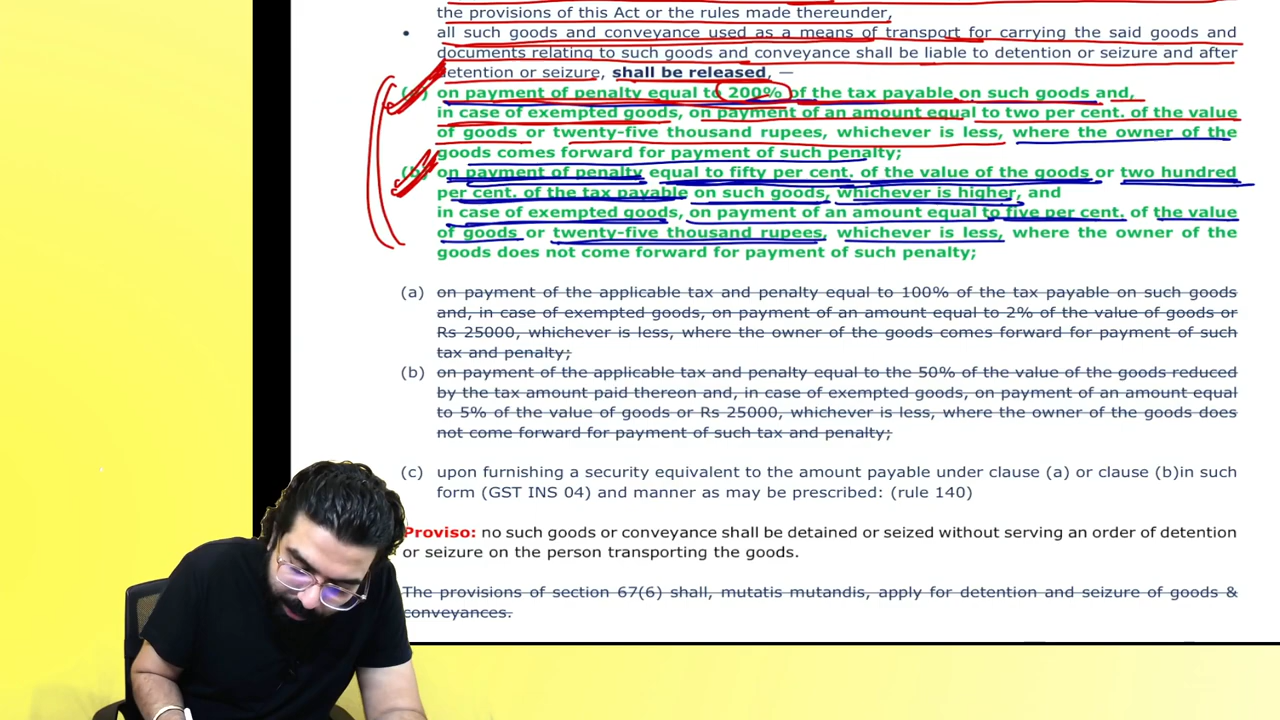 the provisions of this Act or the rules made thereunder,
• all such goods and conveyance used as a means of transport for carrying the said goods and
documents relating to such goods and conveyance shall be liable to detention or seizure and after
detention or seizure, shall be released, —
on payment of penalty equal to 200% of the tax payable on such goods and,
in case of exempted goods, on payment of an amount equal to two per cent. of the value
of goods or twenty-five thousand rupees, whichever is less, where the owner of the
goods comes forward for payment of such penalty;
(b) on payment of penalty equal to fifty per cent. of the value of the goods or two hundred
per cent. of the tax payable on such goods, whichever is higher, and
in case of exempted goods, on payment of an amount equal to five per cent. of the value
of goods or twenty-five thousand rupees, whichever is less, where the owner of the
goods does not come forward for payment of such penalty;
(a) on payment of the applicable tax and penalty equal to 100% of the tax payable on such goods
and, in case of exempted goods, on payment of an amount equal to 2% of the value of goods or
Rs 25000, whichever is less, where the owner of the goods comes forward for payment of such
tax and penalty;
(b) on payment of the applicable tax and penalty equal to the 50% of the value of the goods reduced
by the tax amount paid thereon and, in case of exempted goods, on payment of an amount equal
to 5% of the value of goods or Rs 25000, whichever is less, where the owner of the goods does
not come forward for payment of such tax and penalty;
(c) upon furnishing a security equivalent to the amount payable under clause (a) or clause (b)in such
form (GST INS 04) and manner as may be prescribed: (rule 140)
Proviso: no such goods or conveyance shall be detained or seized without serving an order of detention
or seizure on the person transporting the goods.
The provisions of section 67(6) shall, mutatis mutandis, apply for detention and seizure of goods &
conveyances.